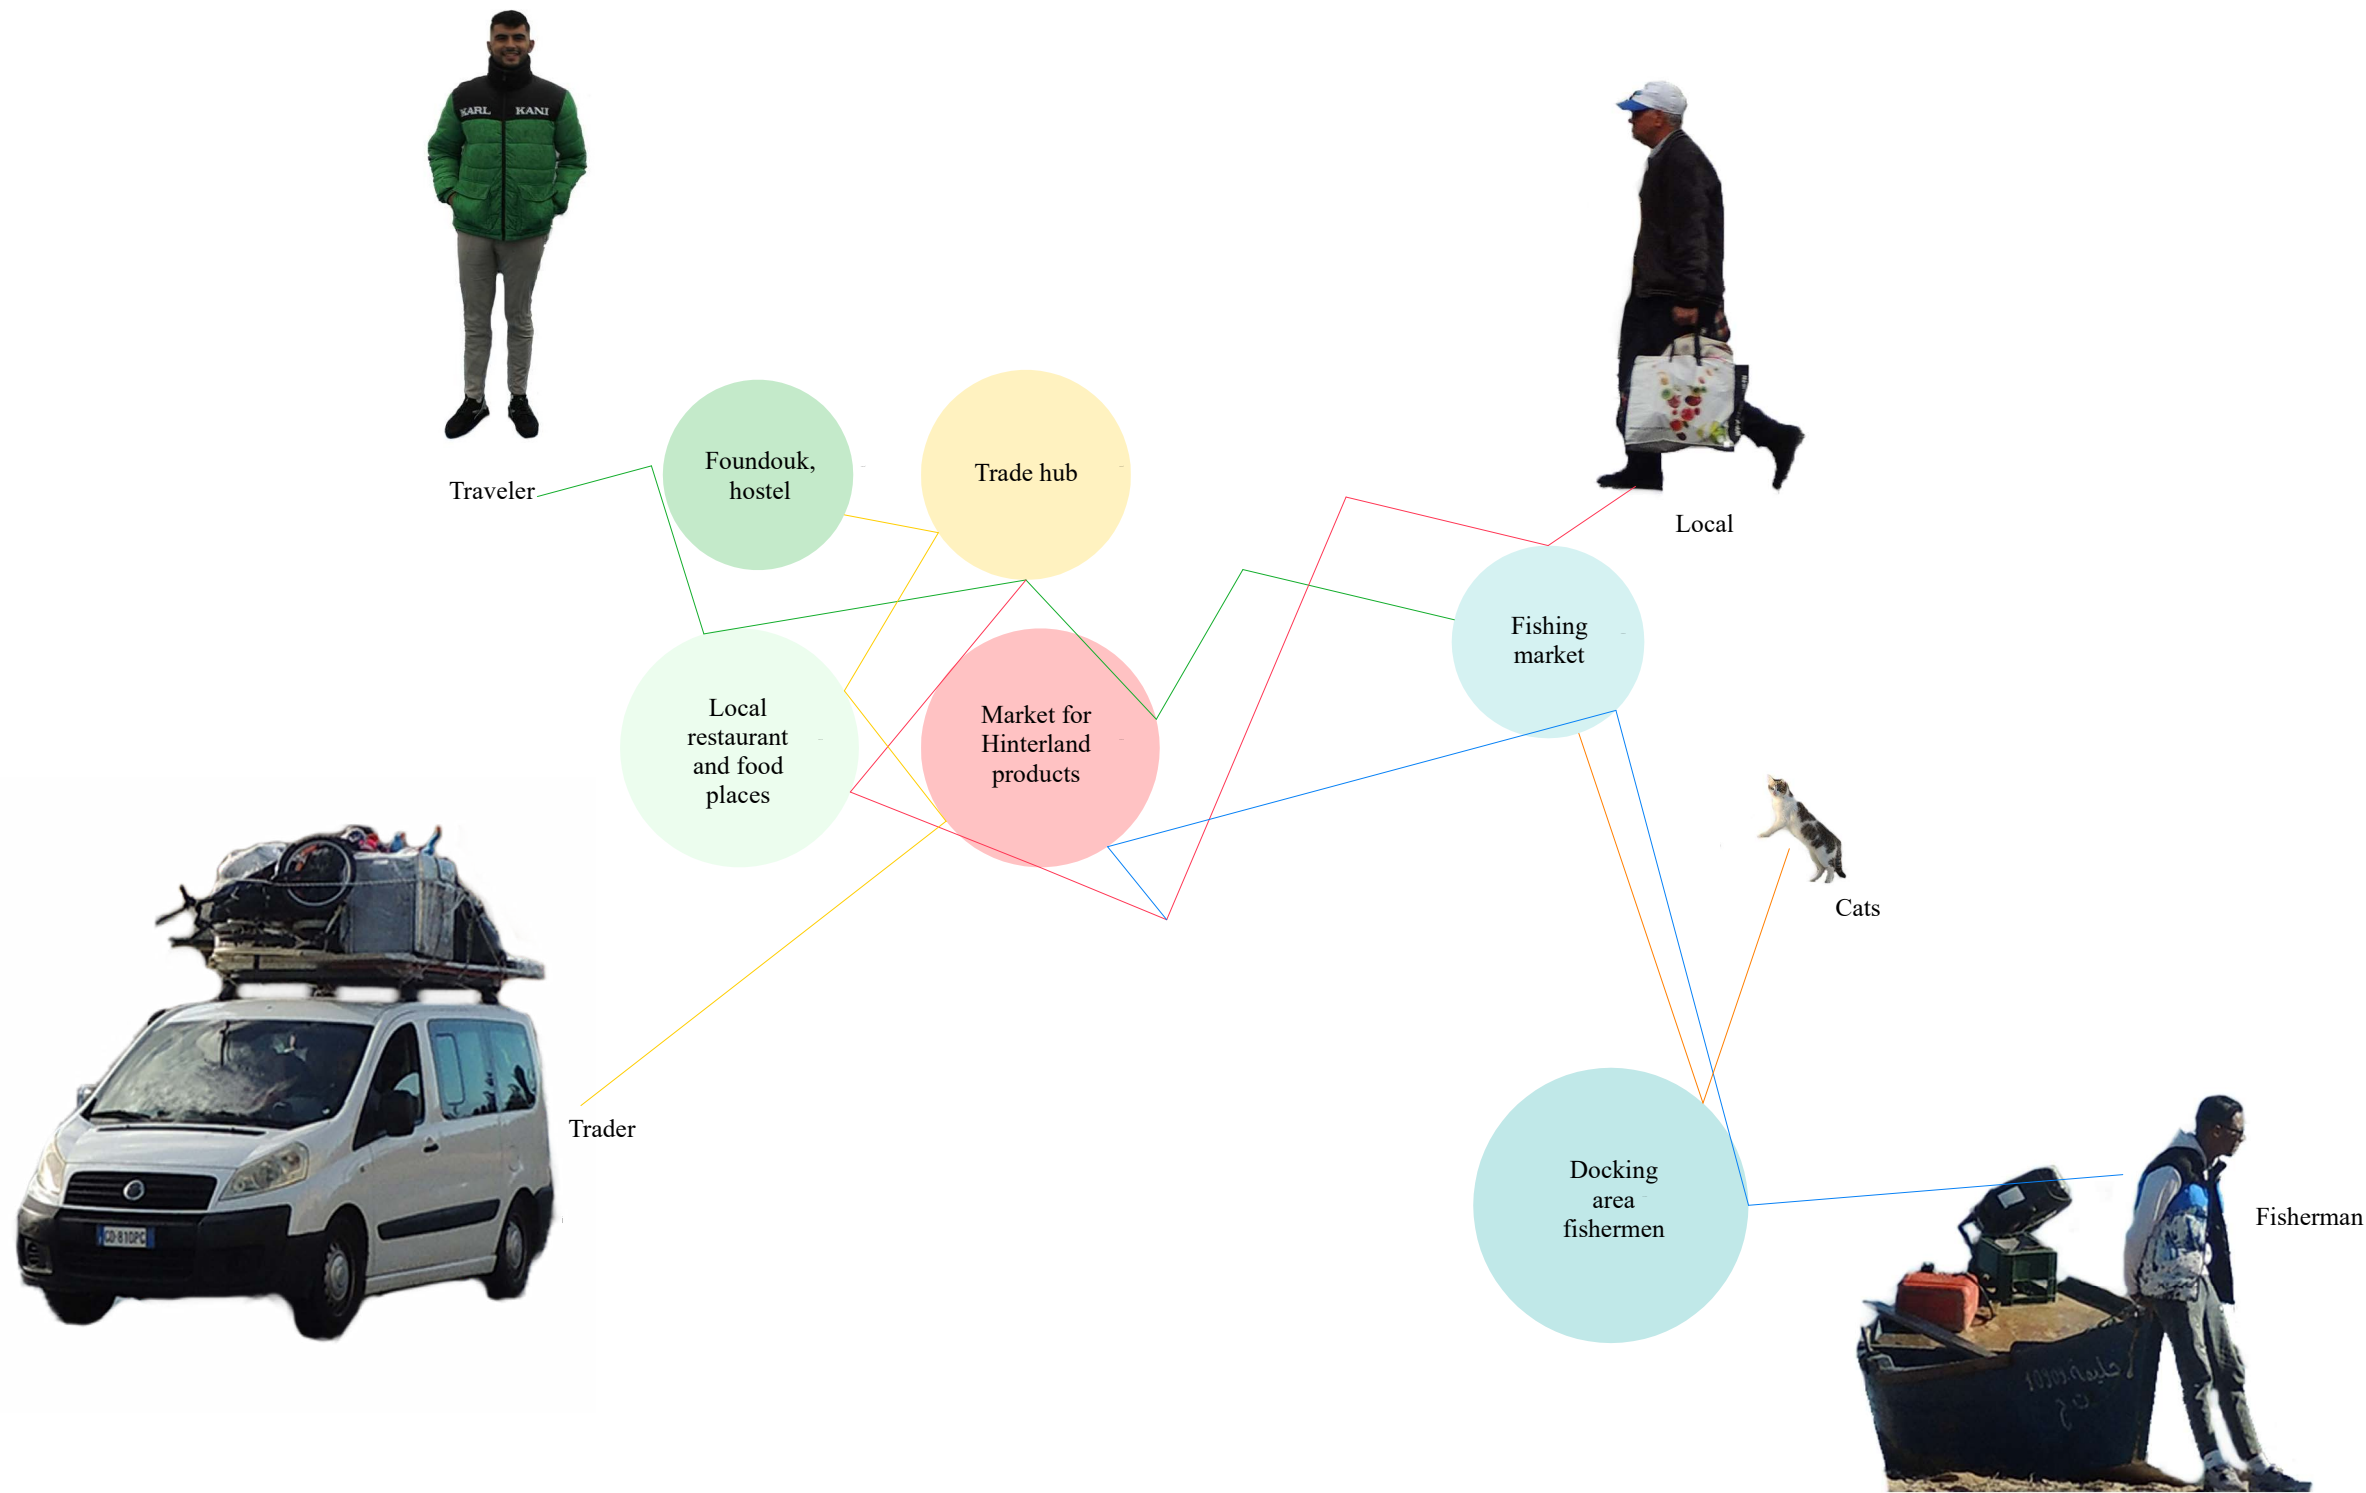 KARL KANI
Traveler
Foundouk,
hostel
Trade hub
Local
Fishing
market
Local
restaurant
and food
places
Market for
Hinterland
products
Cats
Trader
Docking
area
fishermen
Fisherman